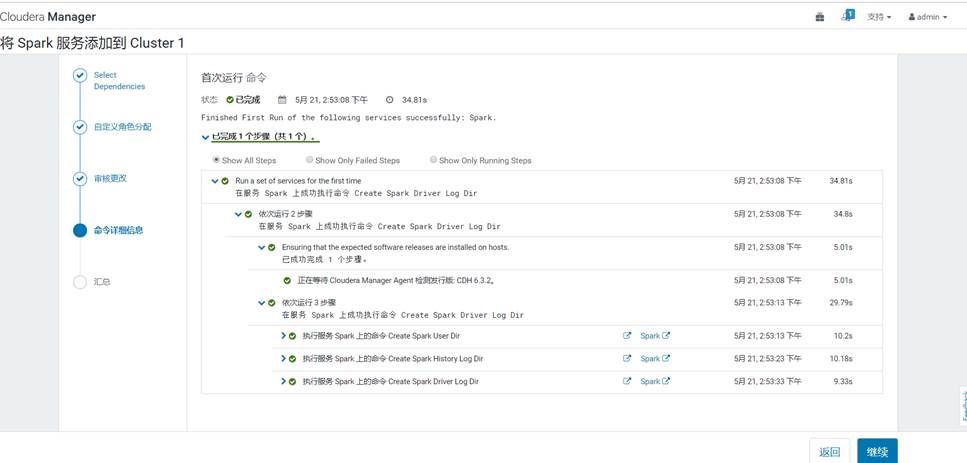 Cloudera Manager
1 支持 admin
将 Spark 服务添加到 Cluster 1
Select
Dependencies
自定义角色分配
审核更改
命令详细信息
汇总
首次运行 命令
状态 已完成 5月 21, 2:53:08 下午 34.81s
Finished First Run of the following services successfully: Spark.
已完成 1 个步骤（共 1 个）。
Show All Steps Show Only Failed Steps Show Only Running Steps
Run a set of services for the first time 5月 21, 2:53:08 下午 34.81s
在服务 Spark 上成功执行命令 Create Spark Driver Log Dir
依次运行 2 步骤 5月 21, 2:53:08 下午 34.8s
在服务 Spark 上成功执行命令 Create Spark Driver Log Dir
Ensuring that the expected software releases are installed on hosts. 5月 21, 2:53:08 下午 5.01s
已成功完成 1 个步骤。
正在等待 Cloudera Manager Agent 检测发行版: CDH 6.3.2。 5月 21, 2:53:08 下午 5.01s
依次运行 3 步骤 5月 21, 2:53:13 下午 29.79s
在服务 Spark 上成功执行命令 Create Spark Driver Log Dir
执行服务 Spark 上的命令 Create Spark User Dir Spark 5月 21, 2:53:13 下午 10.2s
执行服务 Spark 上的命令 Create Spark History Log Dir Spark 5月 21, 2:53:23 下午 10.18s
执行服务 Spark 上的命令 Create Spark Driver Log Dir Spark 5月 21, 2:53:33 下午 9.33s
Feedback
返回 继续